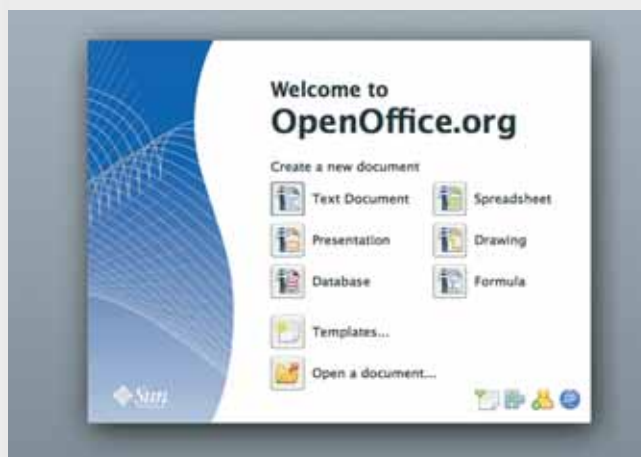 Welcome to
OpenOffice.org
Create a new document
Text Document
Spreadsheet
Presentation
Drawing
Database
Formula
Templates...
Open a document...
Sun